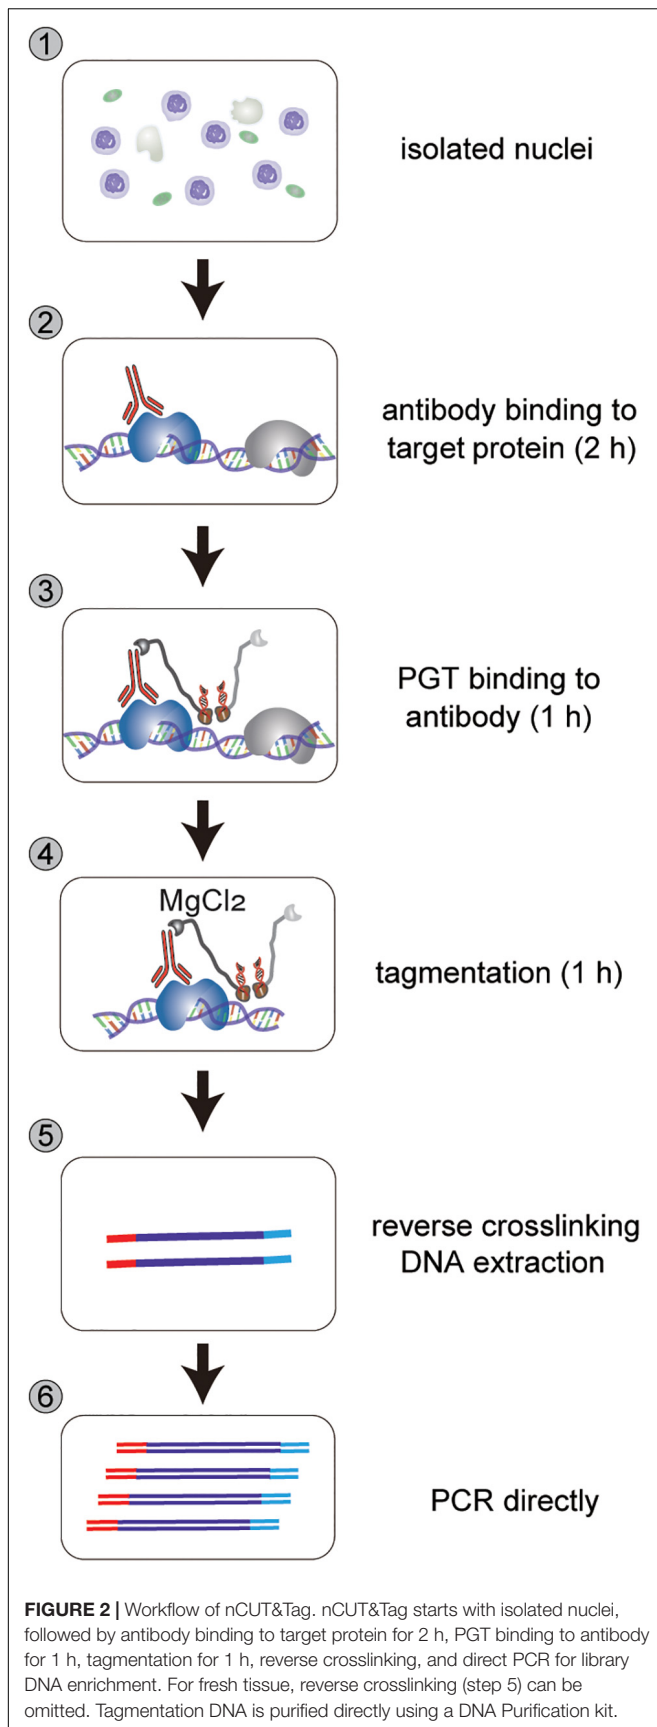 1
isolated nuclei
2
antibody binding to
target protein (2 h)
3
PGT binding to
antibody (1 h)
4
MgCl2
tagmentation (1 h)
5
reverse crosslinking
DNA extraction
6
PCR directly
FIGURE 2 | Workflow of nCUT&Tag. nCUT&Tag starts with isolated nuclei,
followed by antibody binding to target protein for 2 h, PGT binding to antibody
for 1 h, tagmentation for 1 h, reverse crosslinking, and direct PCR for library
DNA enrichment. For fresh tissue, reverse crosslinking (step 5) can be
omitted. Tagmentation DNA is purified directly using a DNA Purification kit.